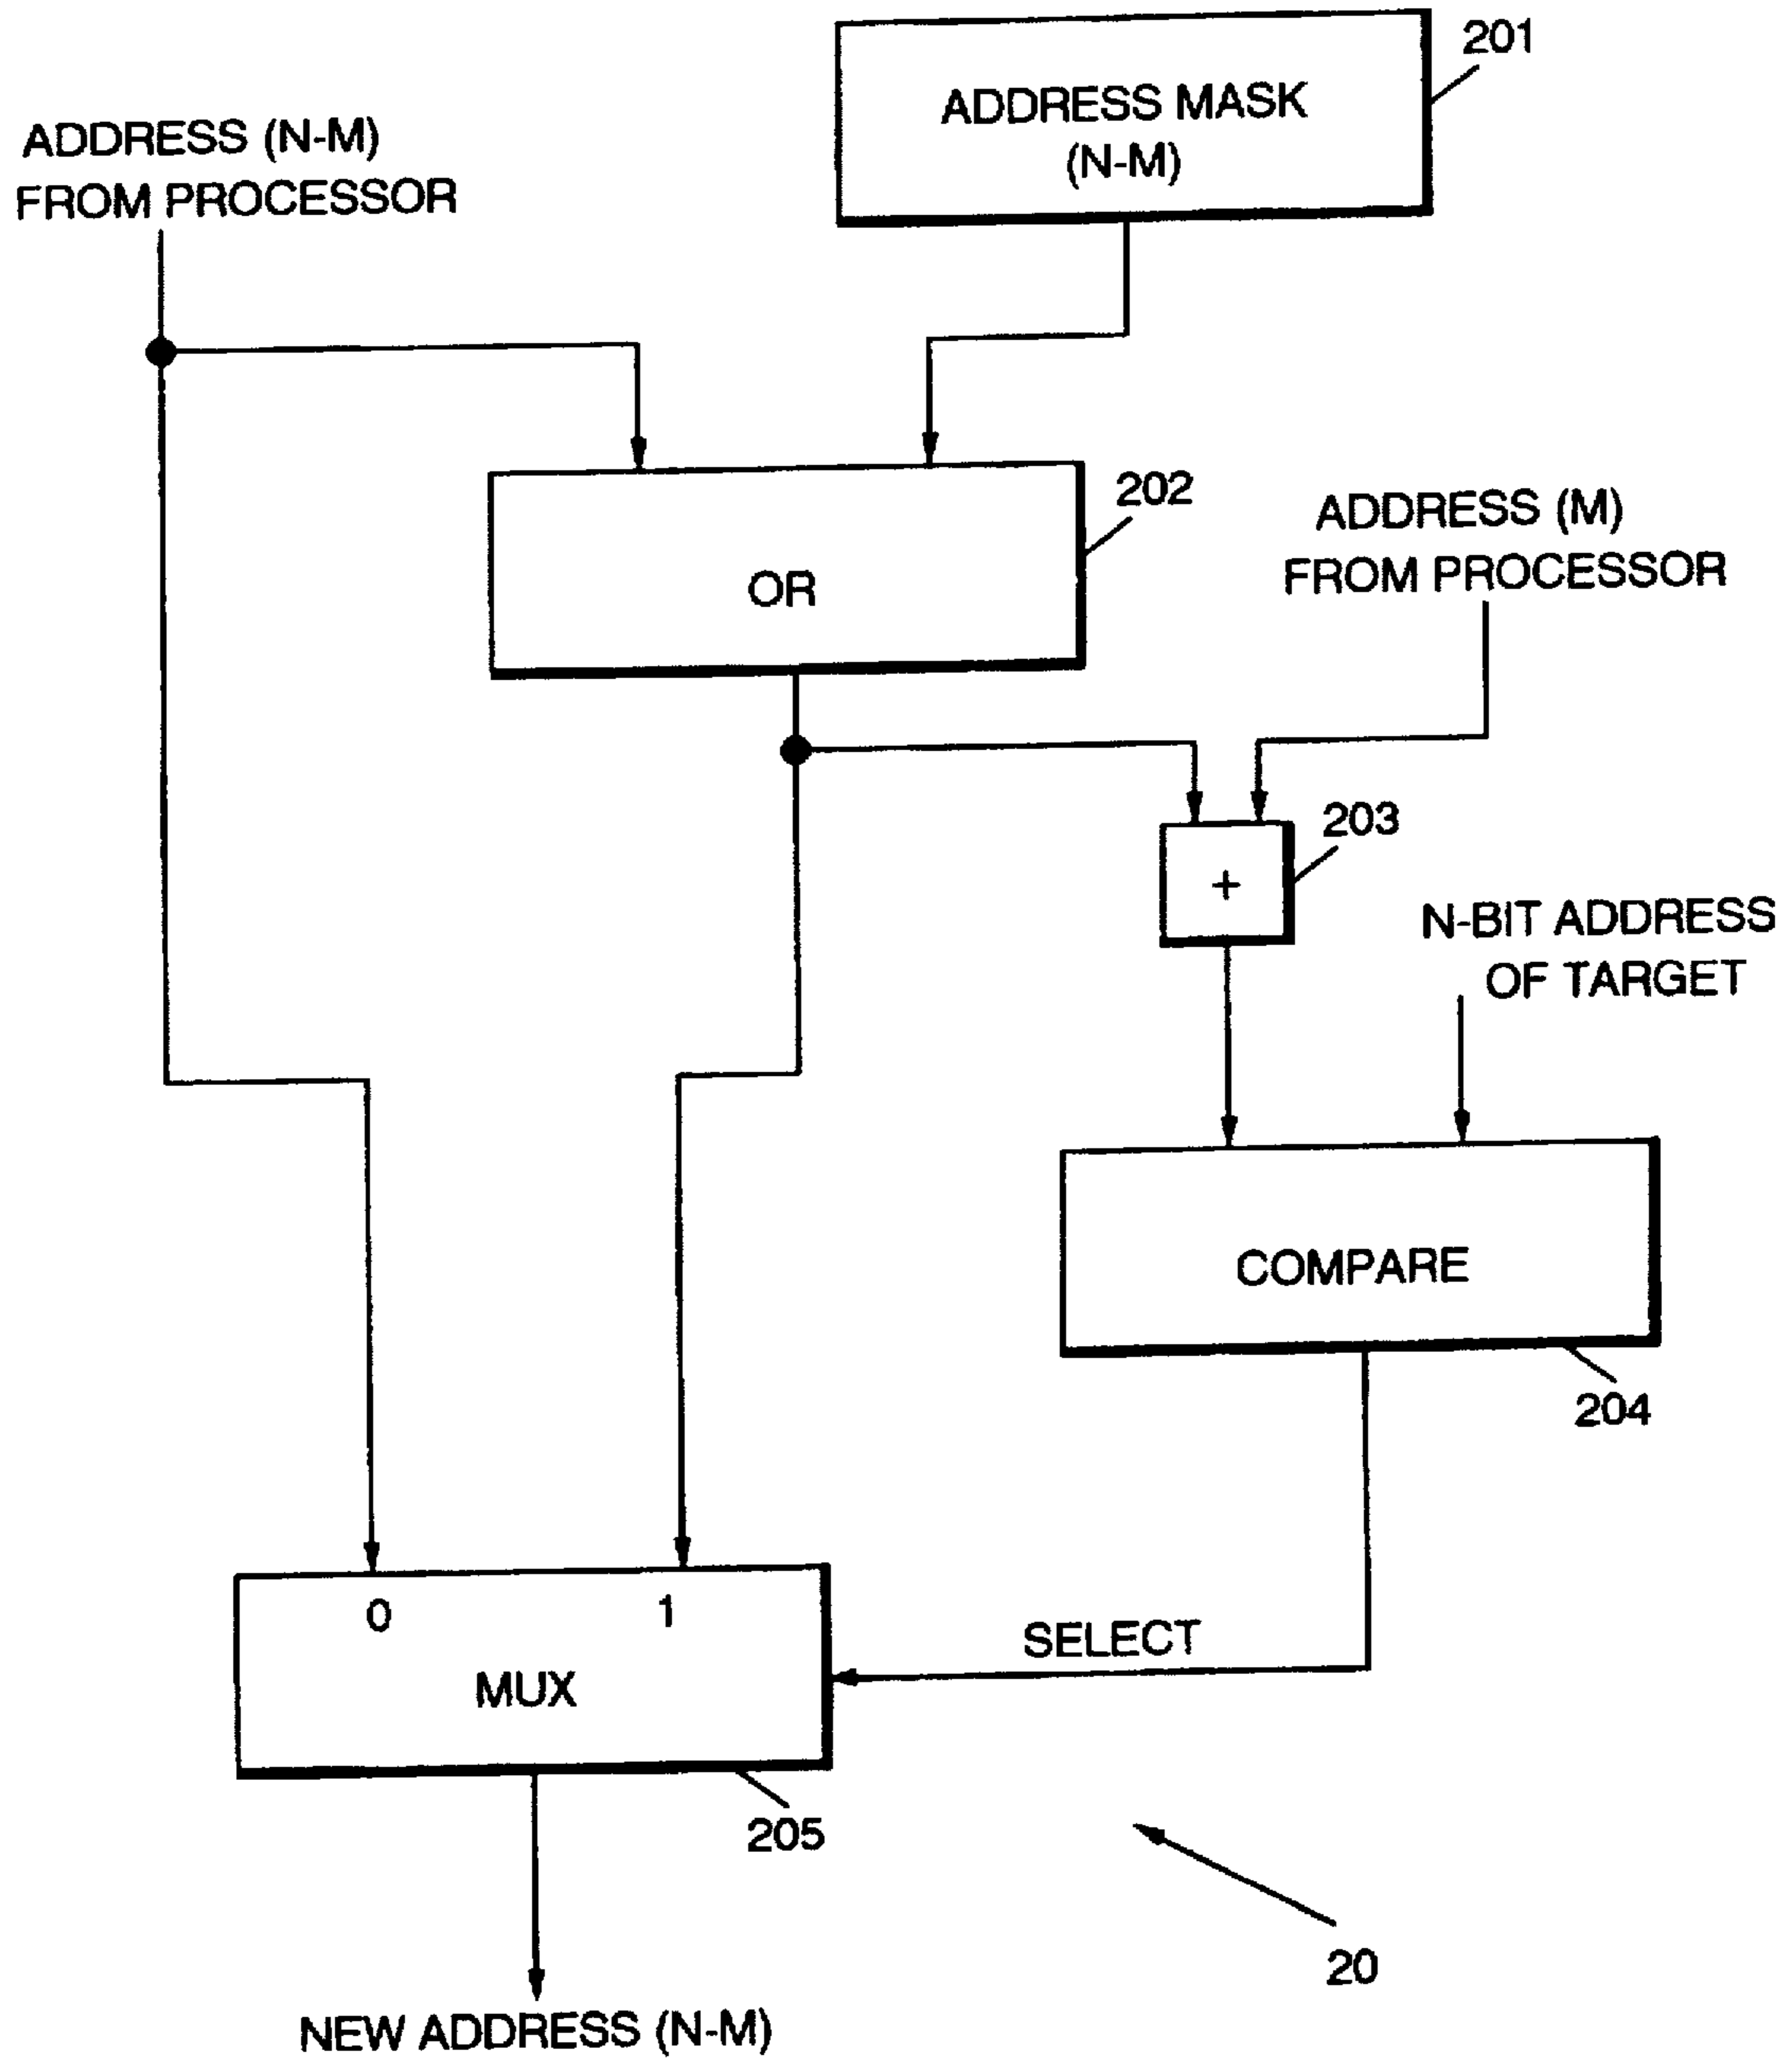 201
ADDRESS MASK
(N-M)
ADDRESS (N-M)
FROM PROCESSOR
202
OR
ADDRESS (M)
FROM PROCESSOR
203
+
N-BIT ADDRESS
OF TARGET
COMPARE
204
0 1
MUX
SELECT
205
20
NEW ADDRESS (N-M)